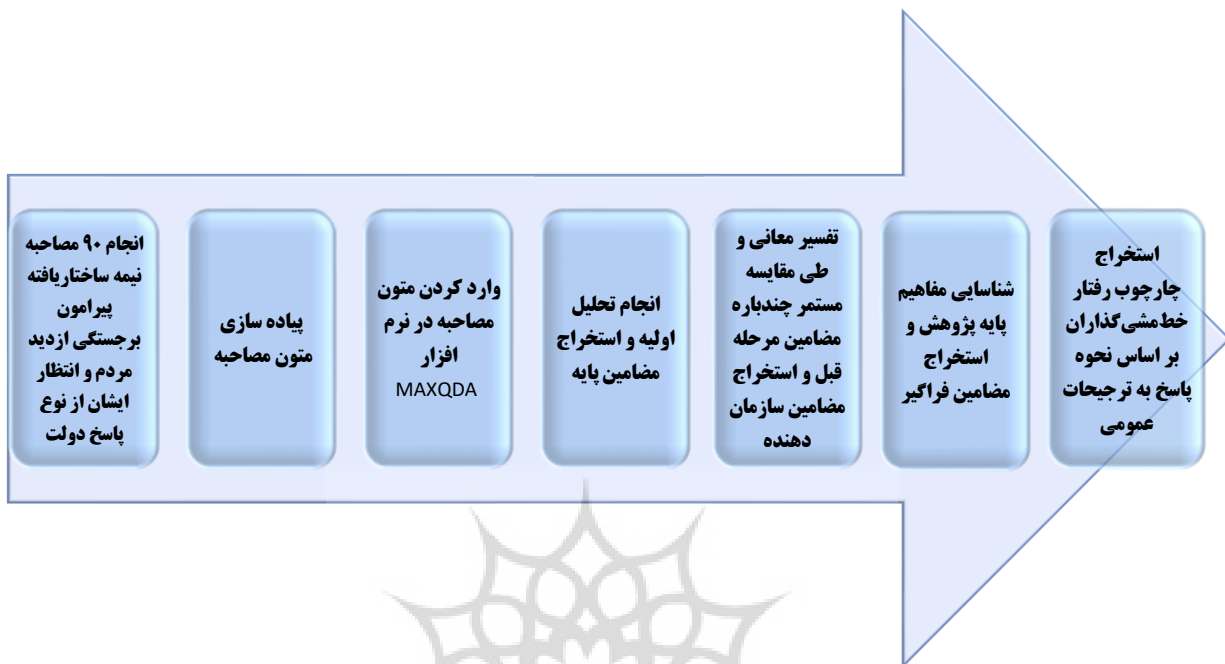 انجام ۹۰ مصاحبه
نیمه ساختاریافته
پیرامون
برجستگی ازدید
مردم و انتظار
ایشان از نوع
پاسخ دولت
پیاده سازی
متون مصاحبه
وارد کردن متون
مصاحبه در نرم
افزار
MAXQDA
انجام تحلیل
اولیه و استخراج
مضامین پایه
تفسیر معانی و
طی مقایسه
مستمر چندباره
مضامین مرحله
قبل و استخراج
مضامین سازمان
دهنده
شناسایی مفاهیم
پایه پژوهش و
استخراج
مضامین فراگیر
استخراج
چارچوب رفتار
خط‌مشی‌گذاران
بر اساس نحوه
پاسخ به ترجیحات
عمومی